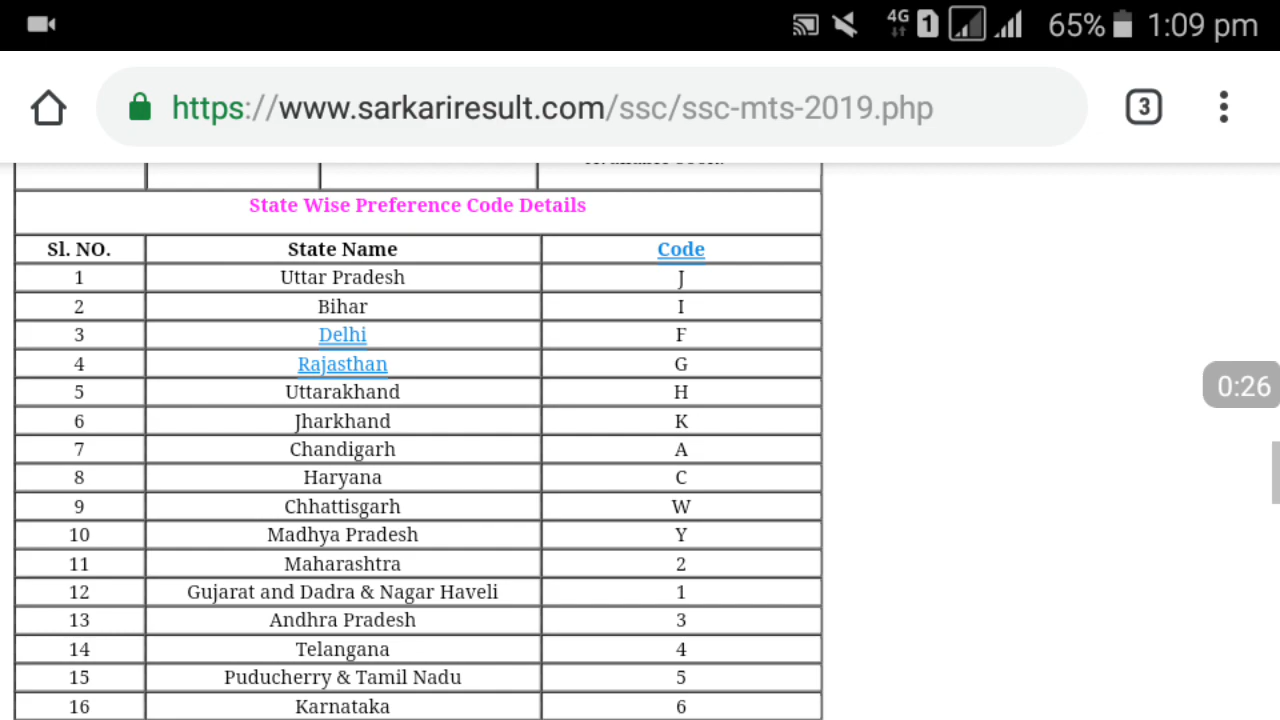 4G 1 65% 1:09 pm
https://www.sarkariresult.com/ssc/ssc-mts-2019.php 3
State Wise Preference Code Details
Sl. NO. State Name Code
1 Uttar Pradesh J
2 Bihar I
3 Delhi F
4 Rajasthan G
0:26
5 Uttarakhand H
6 Jharkhand K
7 Chandigarh A
8 Haryana C
9 Chhattisgarh W
10 Madhya Pradesh Y
11 Maharashtra 2
12 Gujarat and Dadra & Nagar Haveli 1
13 Andhra Pradesh 3
14 Telangana 4
15 Puducherry & Tamil Nadu 5
16 Karnataka 6